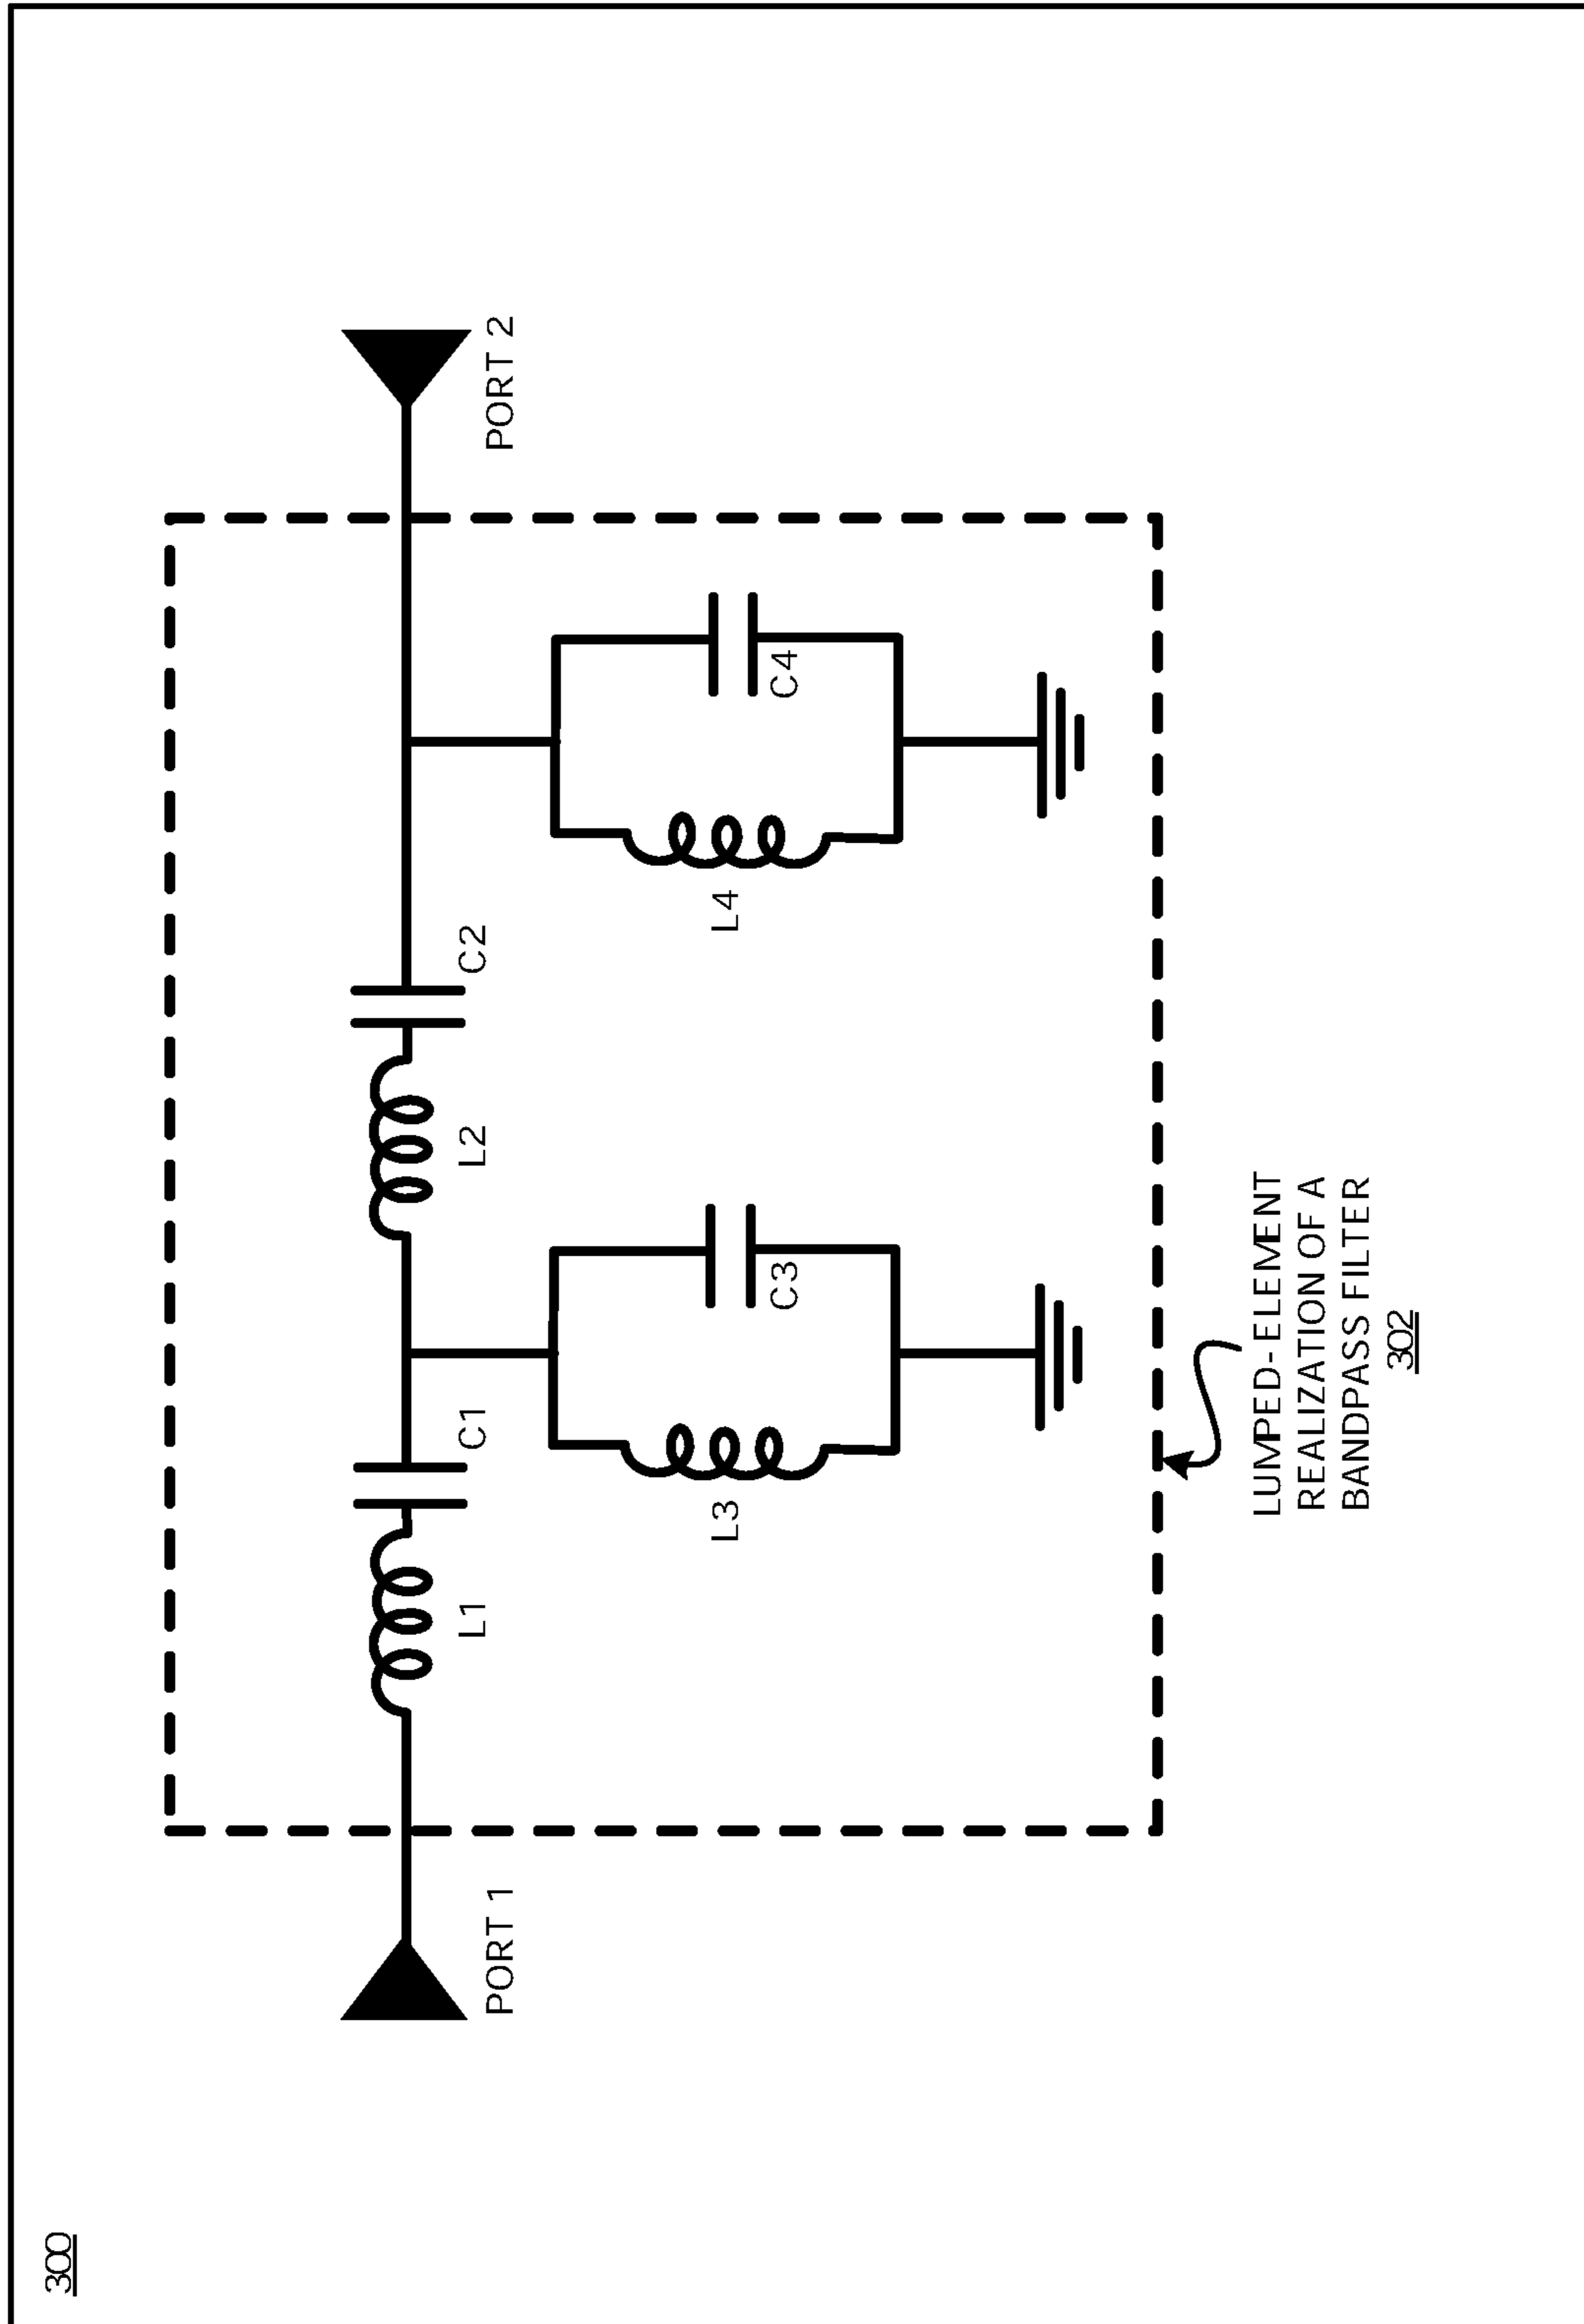 300
PORT 1
L1
C1
L2
C2
PORT 2
L3
C3
L4
C4
LUMPED-ELEMENT
REALIZATION OF A
BANDPASS FILTER
302